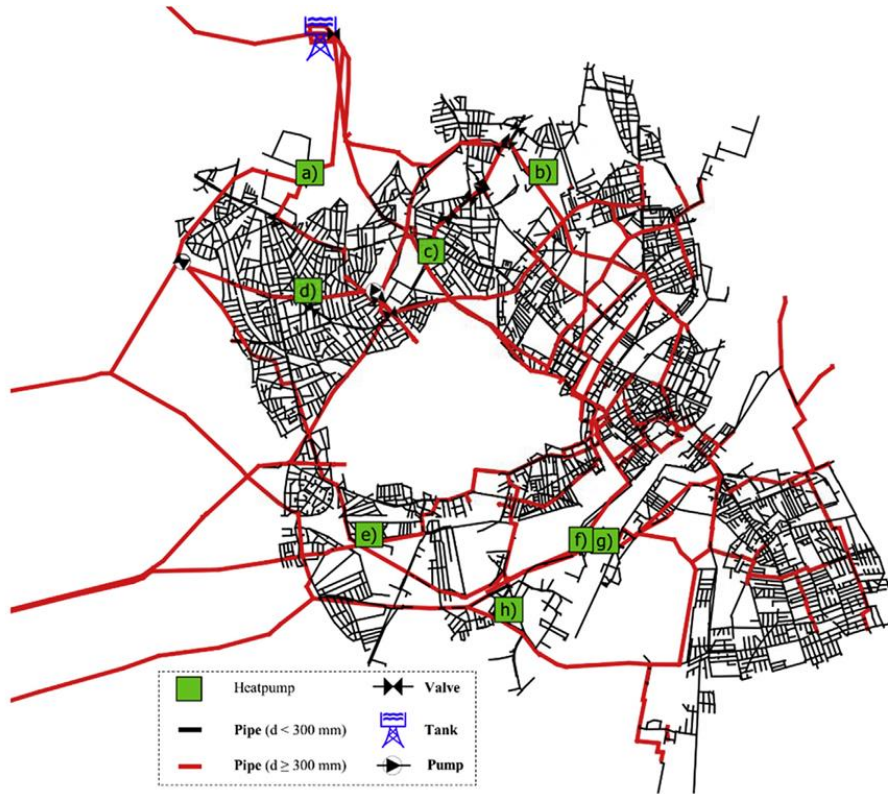 a)
b)
c)
d)
e)
f)
g)
h)
Heatpump
Valve
Pipe (d < 300 mm)
Tank
Pipe (d ≥ 300 mm)
Pump